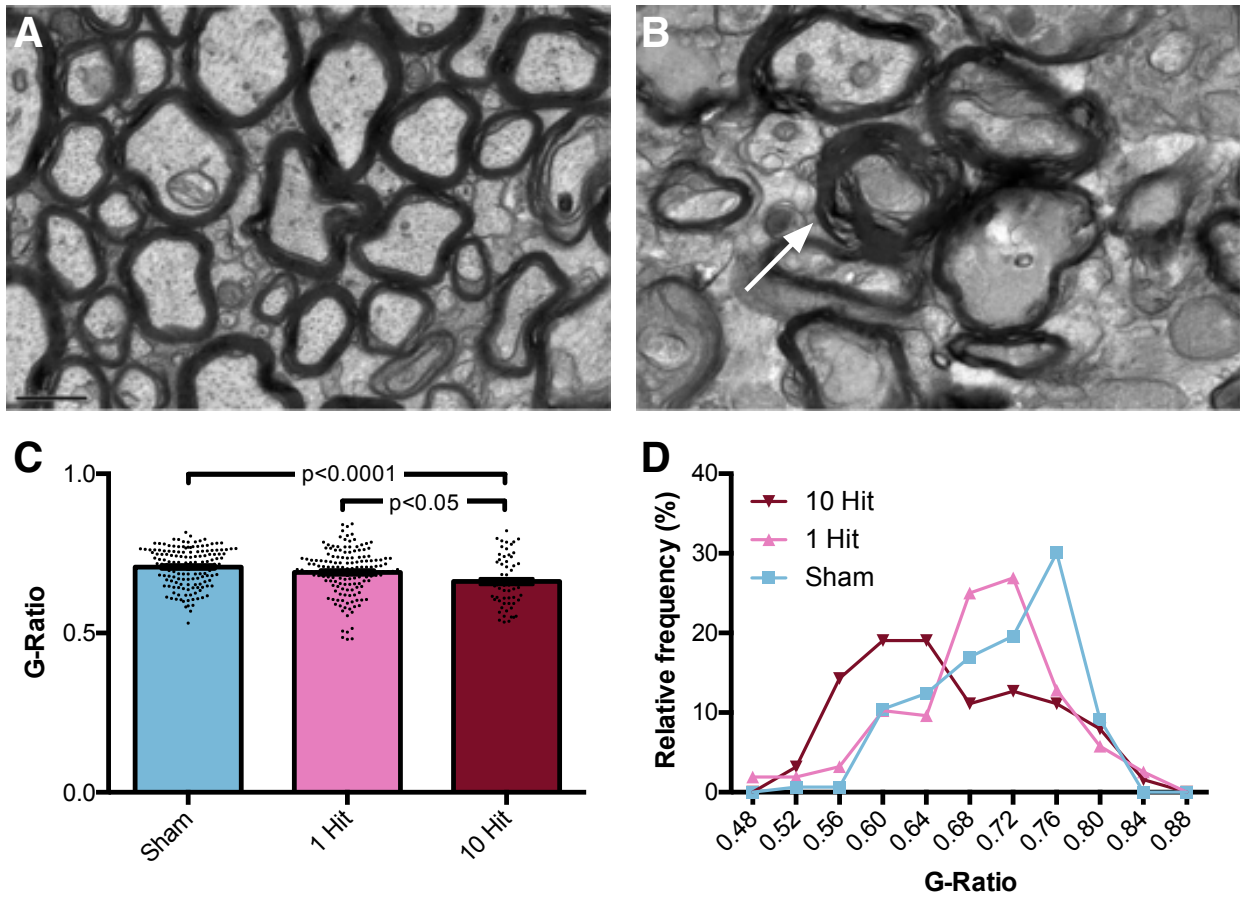 A
B
C
G-Ratio
1.0
0.5
0.0
p<0.0001
p<0.05
Sham
1 Hit
10 Hit
D
Relative frequency (%)
40
30
20
10
0
10 Hit
1 Hit
Sham
0.48
0.52
0.56
0.60
0.64
0.68
0.72
0.76
0.80
0.84
0.88
G-Ratio